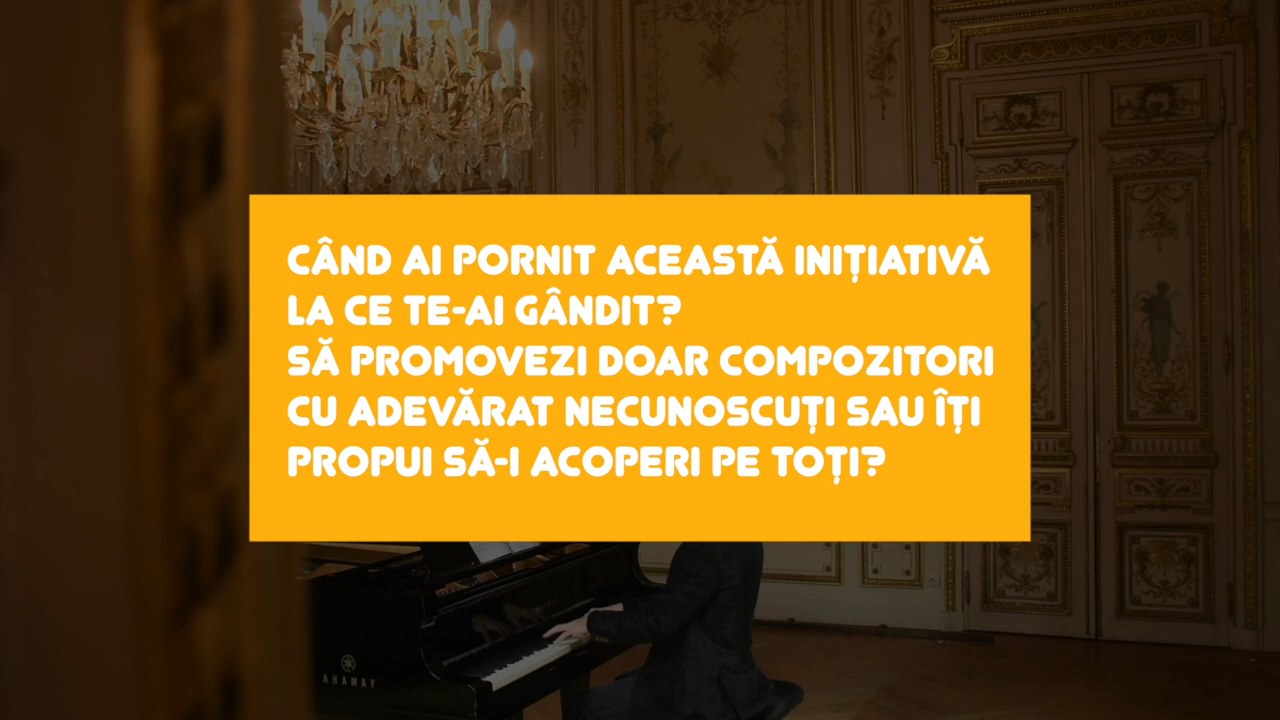 CÂND AI PORNIT ACEASTĂ INIȚIATIVĂ
LA CE TE-AI GÂNDIT?
SĂ PROMOVEZI DOAR COMPOZITORI
CU ADEVĂRAT NECUNOSCUȚI SAU ÎȚI
PROPUI SĂ-I ACOPERI PE TOȚI?
AHAMAY